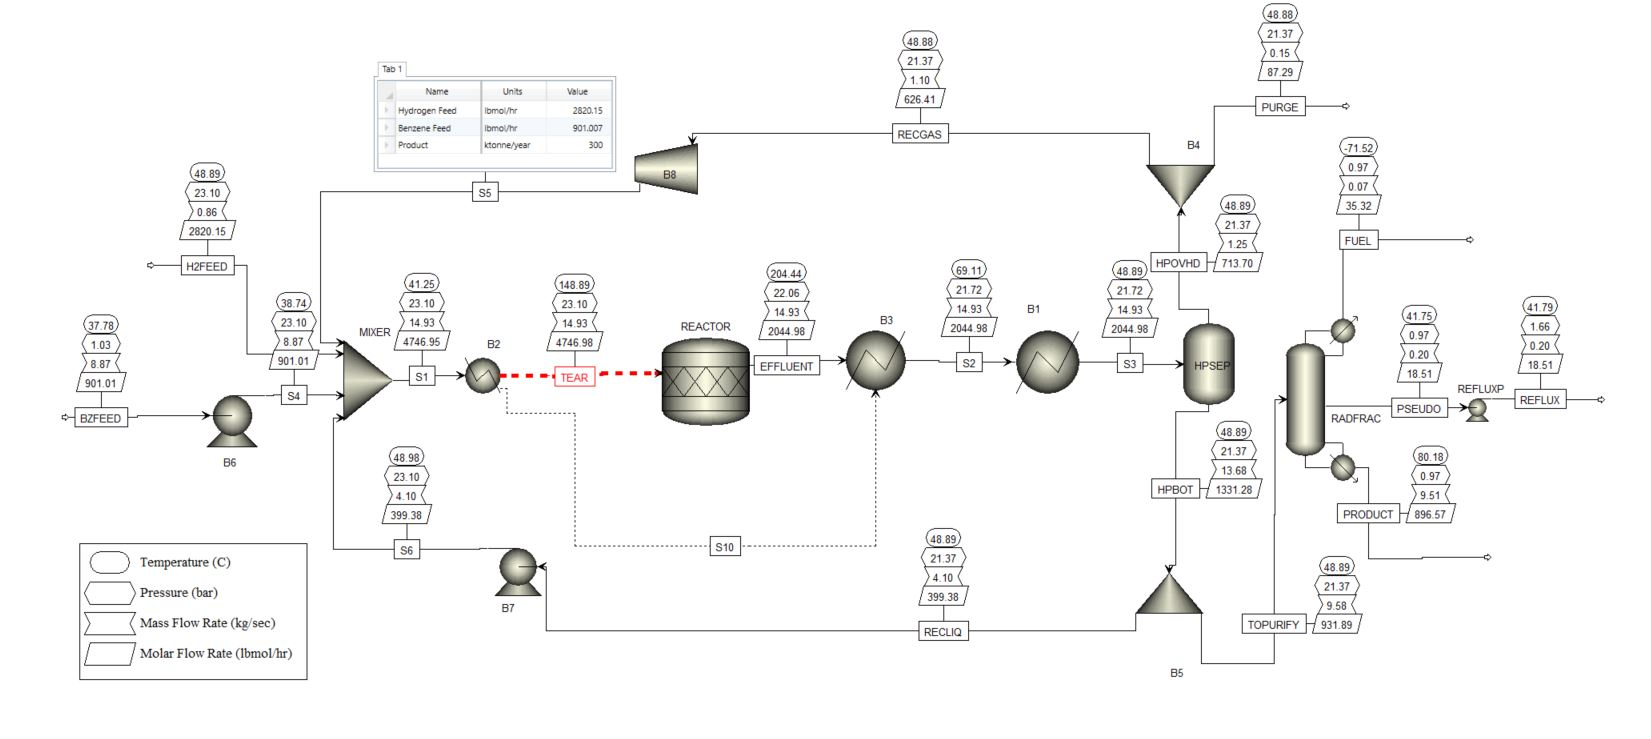 48.88
21.37
0.15
87.29
PURGE
48.88
21.37
1.10
626.41
RECGAS
Tab 1
Name Units Value
Hydrogen Feed lbmol/hr 2820.15
Benzene Feed lbmol/hr 901.007
Product ktonne/year 300
B8
S5
B4
-71.52
0.97
0.07
35.32
FUEL
48.89
23.10
0.86
2820.15
H2FEED
48.89
21.37
1.25
713.70
HPOVHD
37.78
1.03
8.87
901.01
BZFEED
38.74
23.10
8.87
901.01
S4
B6
MIXER
41.25
23.10
14.93
4746.95
S1
B2
148.89
23.10
14.93
4746.98
TEAR
REACTOR
204.44
22.06
14.93
2044.98
EFFLUENT
B3
69.11
21.72
14.93
2044.98
S2
B1
48.89
21.72
14.93
2044.98
S3
HPSEP
41.75
0.97
0.20
18.51
PSEUDO
REFLUXP
41.79
1.66
0.20
18.51
REFLUX
RADFRAC
80.18
0.97
9.51
896.57
PRODUCT
48.89
21.37
13.68
1331.28
HPBOT
48.98
23.10
4.10
399.38
S6
B7
S10
48.89
21.37
4.10
399.38
RECLIQ
B5
48.89
21.37
9.58
931.89
TOPURIFY
Temperature (C)
Pressure (bar)
Mass Flow Rate (kg/sec)
Molar Flow Rate (lbmol/hr)